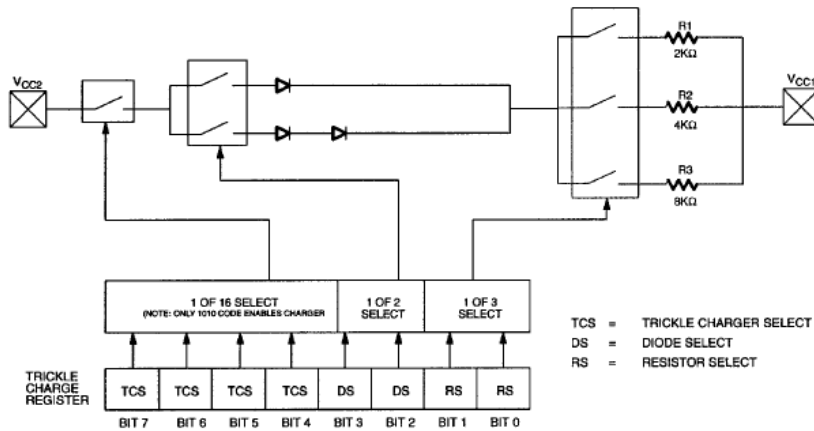 R1
2KΩ
VCC2
VCC1
R2
4KΩ
R3
8KΩ
1 OF 16 SELECT
(NOTE: ONLY 1010 CODE ENABLES CHARGER
1 OF 2
SELECT
1 OF 3
SELECT
TCS = TRICKLE CHARGER SELECT
DS = DIODE SELECT
RS = RESISTOR SELECT
TRICKLE
CHARGE
REGISTER
TCS TCS TCS TCS DS DS RS RS
BIT 7 BIT 6 BIT 5 BIT 4 BIT 3 BIT 2 BIT 1 BIT 0